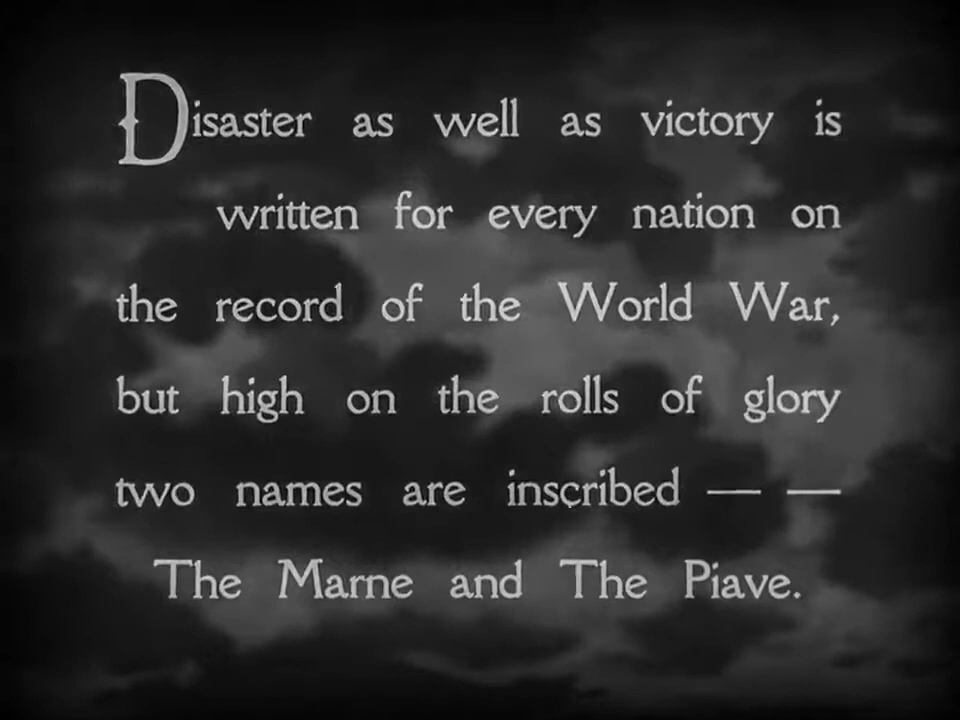 Disaster as well as victory is
written for every nation on
the record of the World War,
but high on the rolls of glory
two names are inscribed — —
The Marne and The Piave.